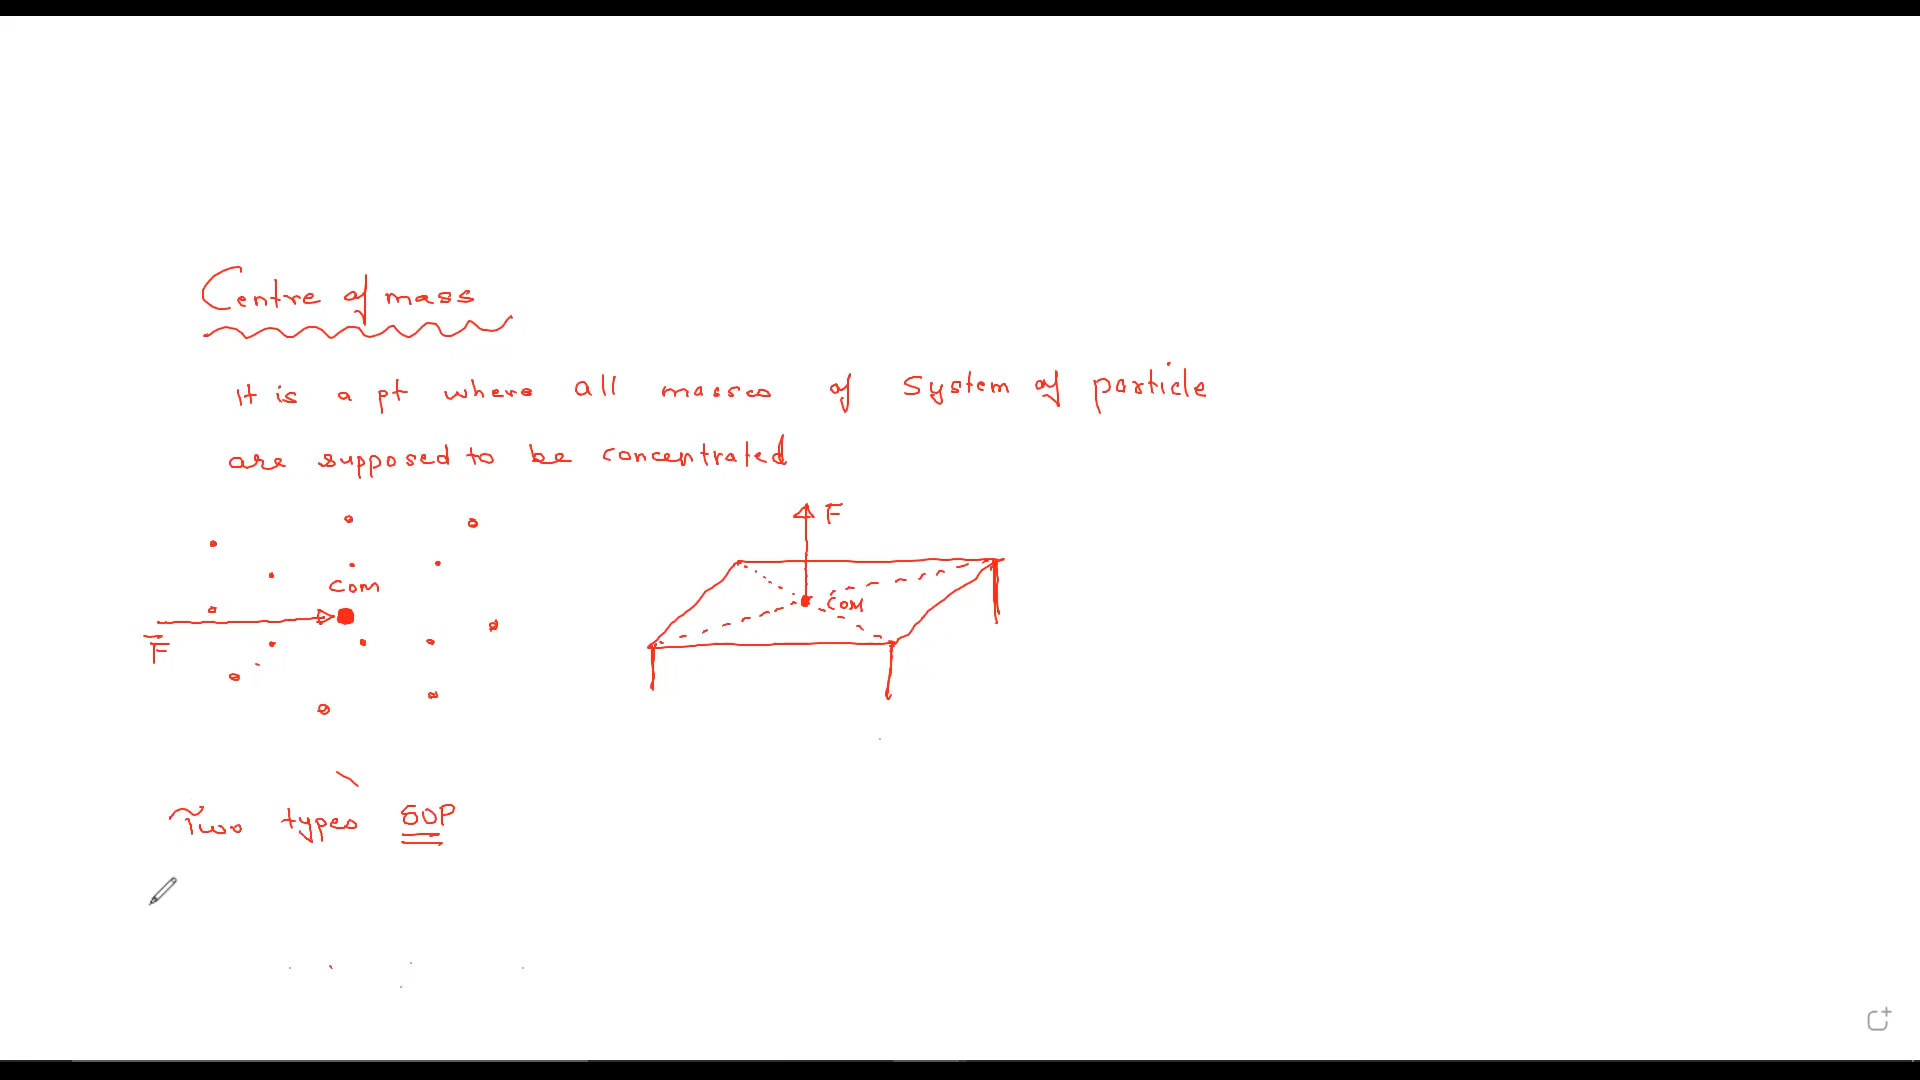 Centre of mass
It is a pt where all masses of system of particle
are supposed to be concentrated
F
com
com
F
Two types SOP